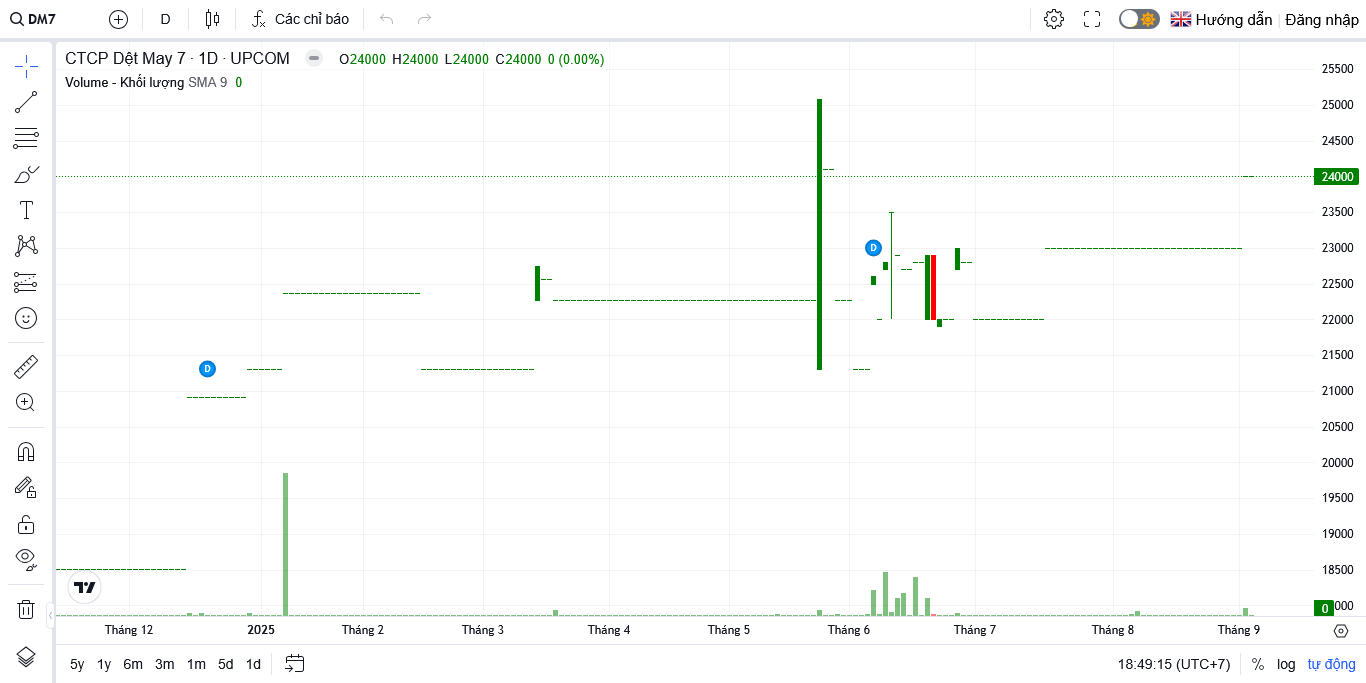 DM7 D Các chỉ báo Hướng dẫn Đăng nhập
CTCP Dệt May 7 · 1D · UPCOM O24000 H24000 L24000 C24000 0 (0.00%)
Volume - Khối lượng SMA 9 0
25500
25000
24500
24000
23500
23000
22500
22000
21500
21000
20500
20000
19500
19000
18500
0
D
D
Tháng 12 2025 Tháng 2 Tháng 3 Tháng 4 Tháng 5 Tháng 6 Tháng 7 Tháng 8 Tháng 9
5y 1y 6m 3m 1m 5d 1d 18:49:15 (UTC+7) % log tự động